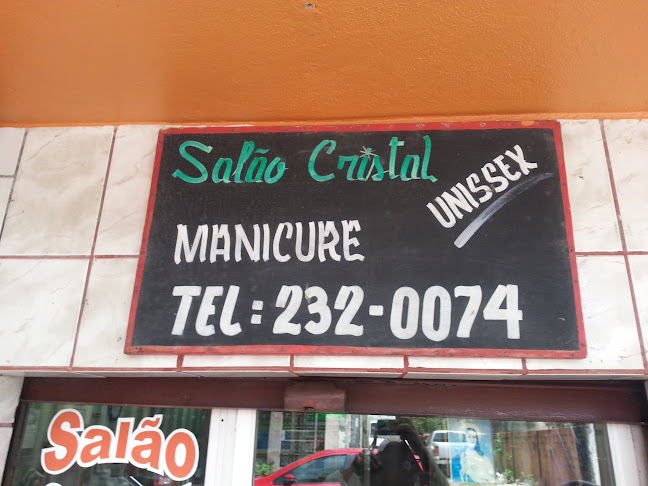 Salão Cristal
UNISSEX
MANICURE
TEL: 232-0074
Salão